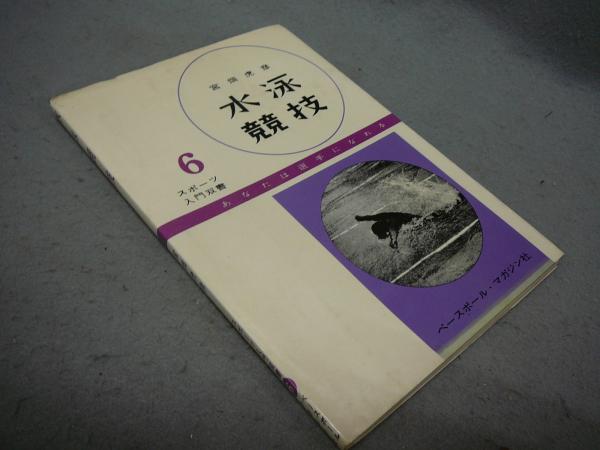 宮畑虎彦
水泳
競技
6
スポーツ
入門双書
あなたは選手になれる
ベースボール・マガジン社